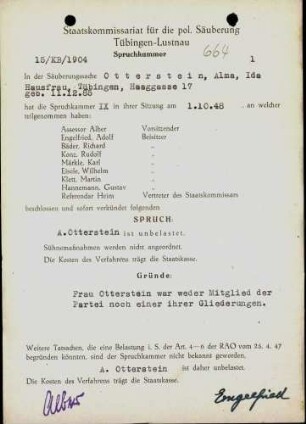 Staatskommissariat für die pol. Säuberung
Tübingen-Lustnau
Spruchkammer
664
15/KB/1904 1
In der Säuberungssache Otterstein, Alma, Ida
Hausfrau, Tübingen, Haaggasse 17
geb. 11.12.68
hat die Spruchkammer IX in ihrer Sitzung am 1.10.48 an welcher
teilgenommen haben:
Assessor Alber Vorsitzender
Engelfried, Adolf Beisitzer
Bäder, Richard „
Konz, Rudolf „
Märkle, Karl „
Eisele, Wilhelm „
Klett, Martin „
Hannemann, Gustav „
Referendar Heim Vertreter des Staatskommissars
beschlossen und sofort verkündet folgenden
SPRUCH:
A.Otterstein ist unbelastet.
Sühnemaßnahmen werden nicht angeordnet.
Die Kosten des Verfahrens trägt die Staatskasse.
Gründe:
Frau Otterstein war weder Mitglied der
Partei noch einer ihrer Gliederungen.
Weitere Tatsachen, die eine Belastung i. S. der Art. 4—6 der RAO vom 26. 4. 47
begründen könnten, sind der Spruchkammer nicht bekannt geworden.
A. Otterstein ist daher unbelastet.
Die Kosten des Verfahrens trägt die Staatskasse.
Alber Engelfried